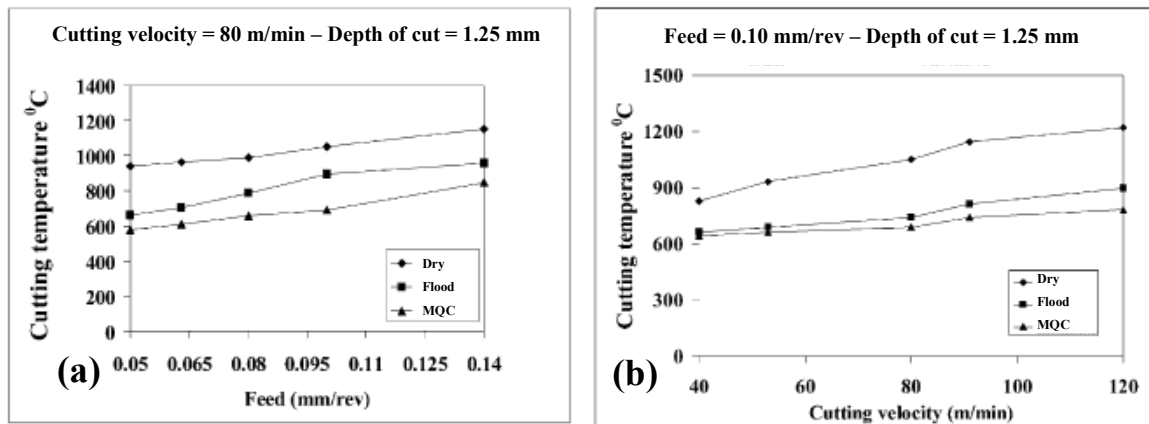 Cutting velocity = 80 m/min – Depth of cut = 1.25 mm
Cutting temperature ⁰C
1400
1200
1000
800
600
400
200
0
Dry
Flood
MQC
0.05 0.065 0.08 0.095 0.11 0.125 0.14
Feed (mm/rev)
(a)
Feed = 0.10 mm/rev – Depth of cut = 1.25 mm
Cutting temperature ⁰C
1500
1200
900
600
300
0
Dry
Flood
MQC
40 60 80 100 120
Cutting velocity (m/min)
(b)